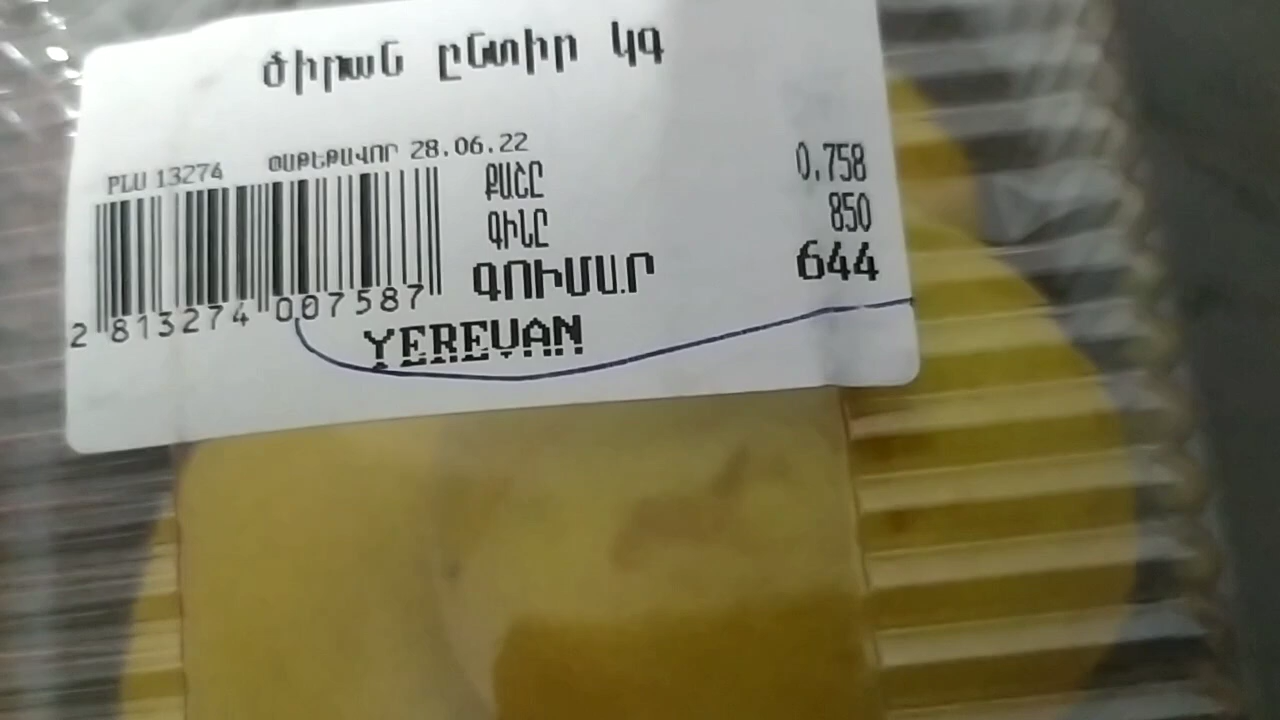 ծիրան ընտիր կգ
PLU 13274 ՓԱԹԵԹԱՎՈՐ 28.06.22
ՔԱՇԸ 0.758
ԳԻՆԸ 850
ԳՈՒՄԱՐ 644
2 813274 007587
YEREVAN